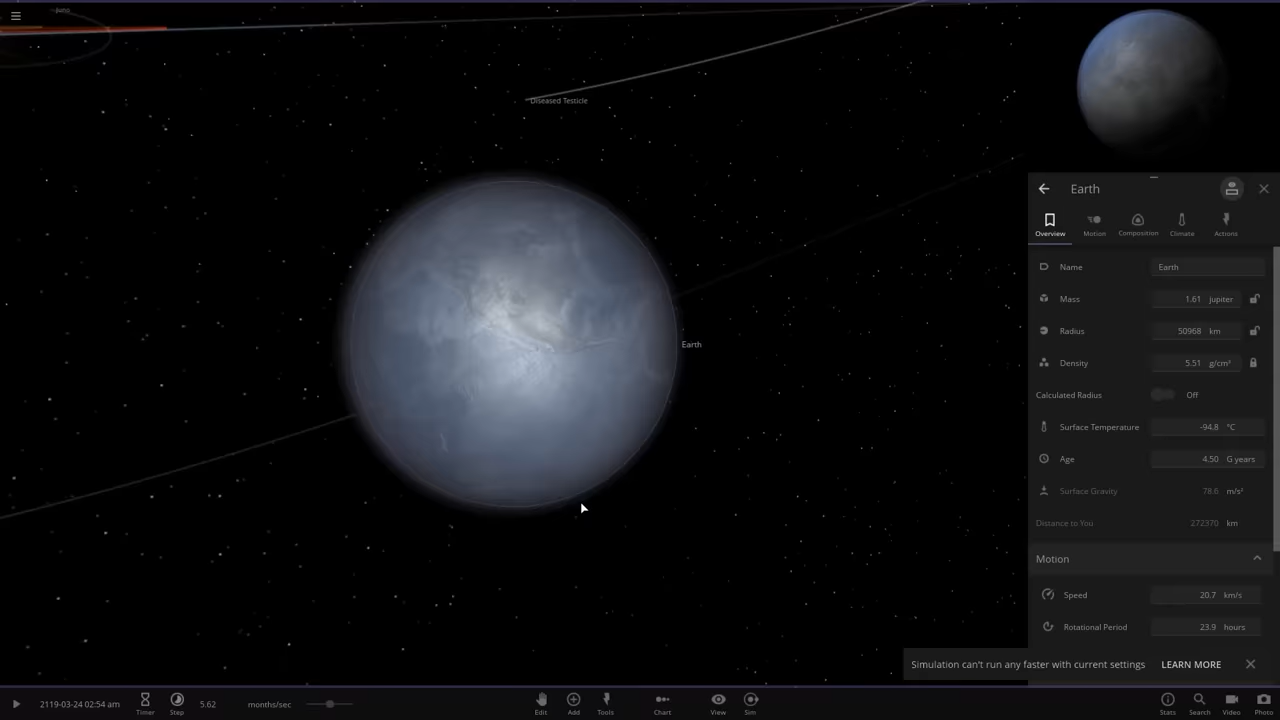 Juno
Diseased Testicle
Earth
Earth
Overview
Motion
Composition
Climate
Actions
Name Earth
Mass 1.61 jupiter
Radius 50968 km
Density 5.51 g/cm³
Calculated Radius Off
Surface Temperature -94.8 °C
Age 4.50 G years
Surface Gravity 78.6 m/s²
Distance to You 272370 km
Motion
Speed 20.7 km/s
Rotational Period 23.9 hours
Simulation can't run any faster with current settings LEARN MORE
2119-03-24 02:54 am
Timer
Step
5.62 months/sec
Edit
Add
Tools
Chart
View
Sim
Stats
Search
Video
Photo